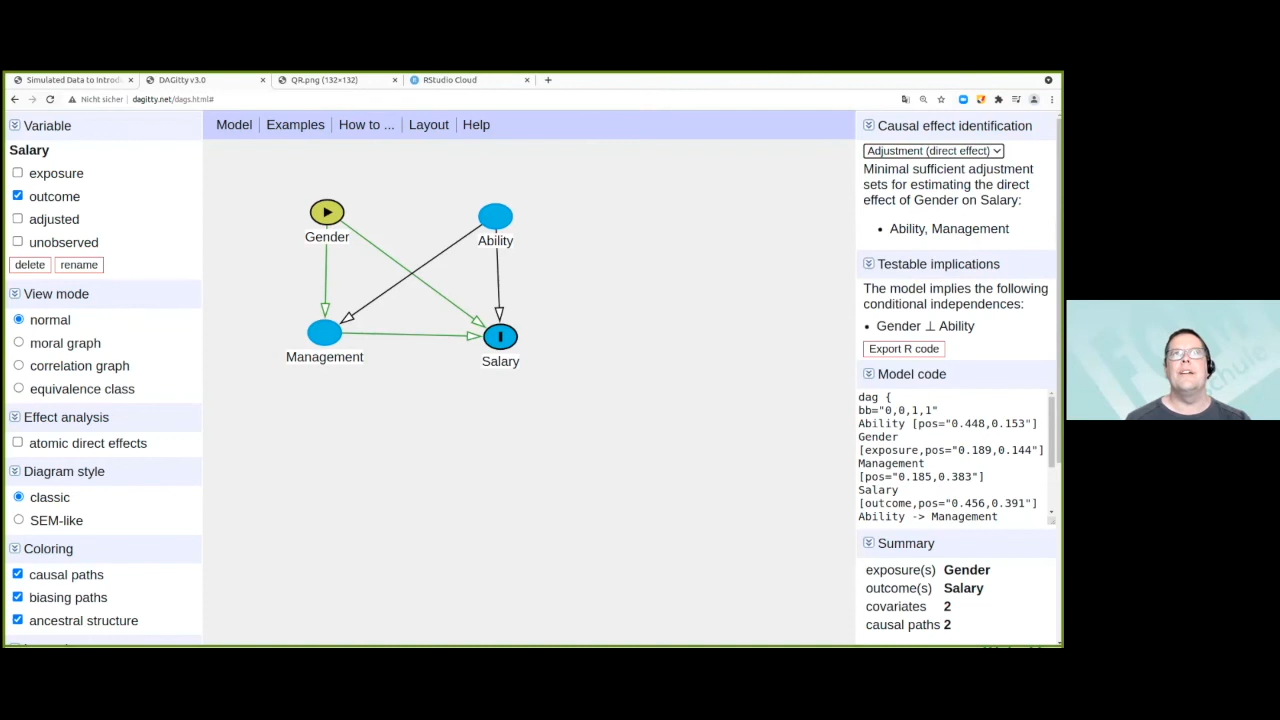 Simulated Data to Introd
DAGitty v3.0
QR.png (132×132)
RStudio Cloud
Nicht sicher
dagitty.net/dags.html#
Variable
Salary
exposure
outcome
adjusted
unobserved
delete
rename
View mode
normal
moral graph
correlation graph
equivalence class
Effect analysis
atomic direct effects
Diagram style
classic
SEM-like
Coloring
causal paths
biasing paths
ancestral structure
Model
Examples
How to ...
Layout
Help
Gender
Ability
Management
Salary
Causal effect identification
Adjustment (direct effect)
Minimal sufficient adjustment
sets for estimating the direct
effect of Gender on Salary:
• Ability, Management
Testable implications
The model implies the following
conditional independences:
• Gender ⊥ Ability
Export R code
Model code
dag {
bb="0,0,1,1"
Ability [pos="0.448,0.153"]
Gender
[exposure,pos="0.189,0.144"]
Management
[pos="0.185,0.383"]
Salary
[outcome,pos="0.456,0.391"]
Ability -> Management
Summary
exposure(s) Gender
outcome(s) Salary
covariates 2
causal paths 2